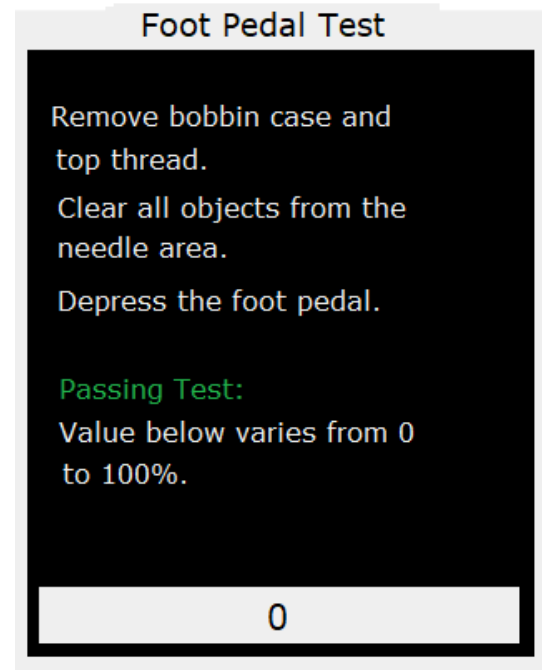 Foot Pedal Test
Remove bobbin case and
top thread.
Clear all objects from the
needle area.
Depress the foot pedal.
Passing Test:
Value below varies from 0
to 100%.
0